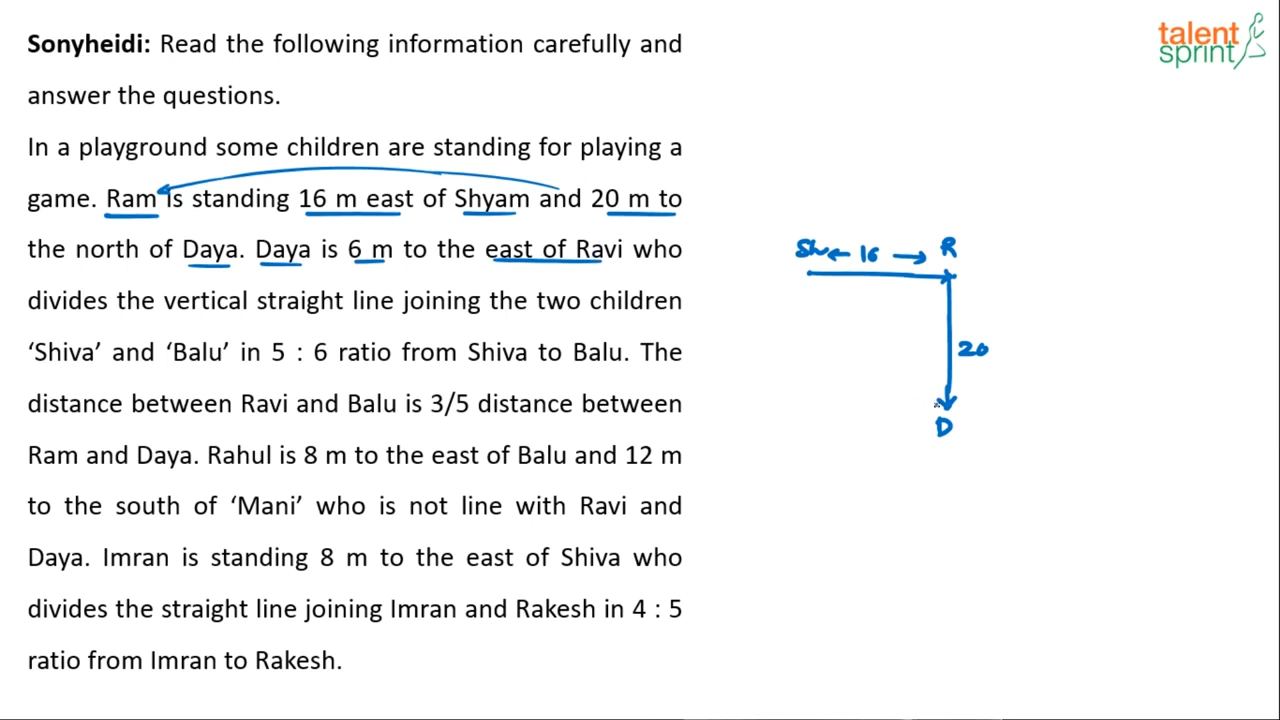 talent
sprint
Sonyheidi: Read the following information carefully and
answer the questions.
In a playground some children are standing for playing a
game. Ram is standing 16 m east of Shyam and 20 m to
the north of Daya. Daya is 6 m to the east of Ravi who
divides the vertical straight line joining the two children
‘Shiva’ and ‘Balu’ in 5 : 6 ratio from Shiva to Balu. The
distance between Ravi and Balu is 3/5 distance between
Ram and Daya. Rahul is 8 m to the east of Balu and 12 m
to the south of ‘Mani’ who is not line with Ravi and
Daya. Imran is standing 8 m to the east of Shiva who
divides the straight line joining Imran and Rakesh in 4 : 5
ratio from Imran to Rakesh.
Sh 16 R
20
D